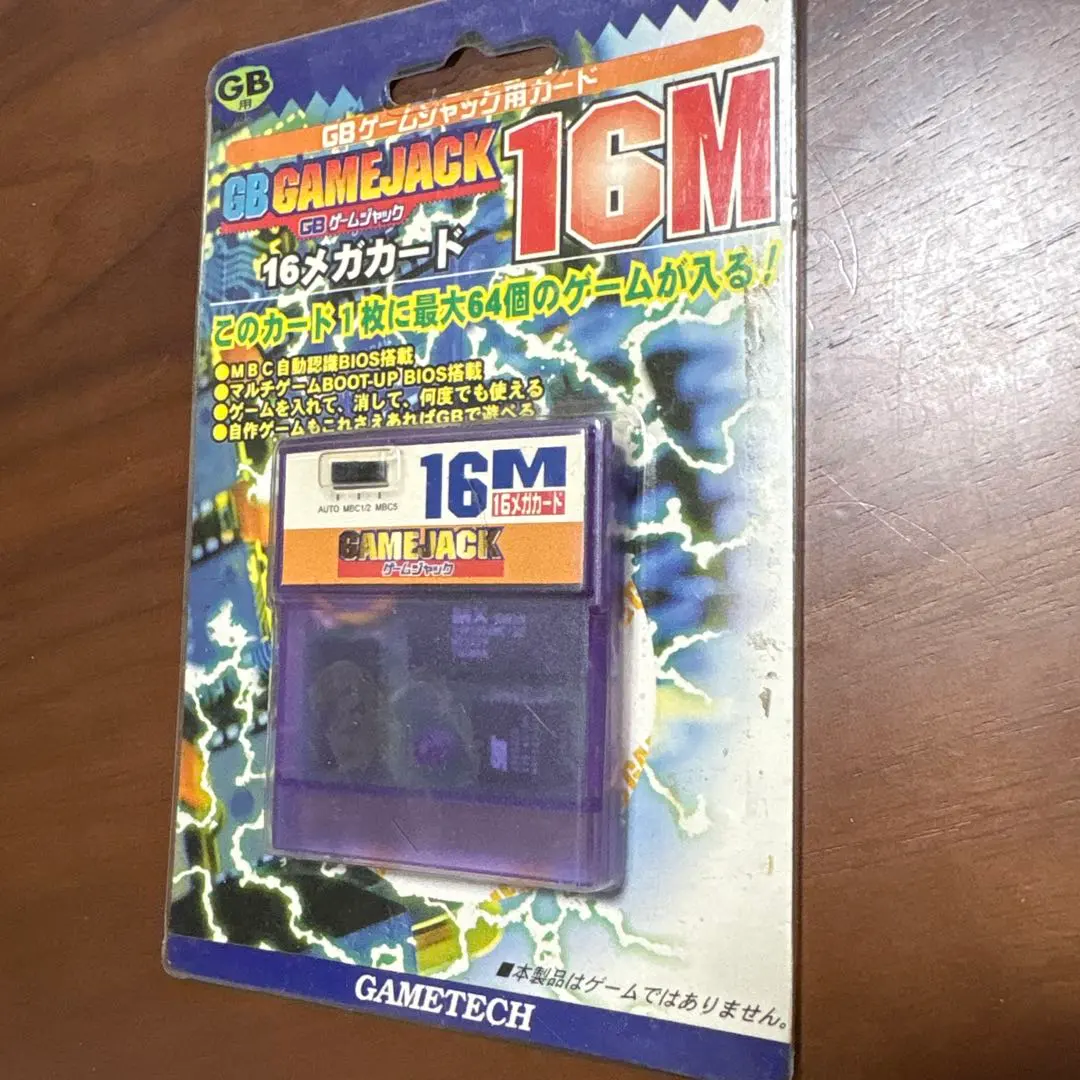 GB
用
GBゲームジャック用カード
GB GAMEJACK
16M
GB ゲームジャック
16メガカード
このカード1枚に最大64個のゲームが入る!
●MBC自動認識BIOS搭載
●マルチゲームBOOT-UP BIOS搭載
●ゲームを入れて、消して、何度でも使える
●自作ゲームもこれさえあればGBで遊べる
16M
16メガカード
AUTO MBC1/2 MBC5
GAMEJACK
ゲームジャック
■本製品はゲームではありません。
GAMETECH